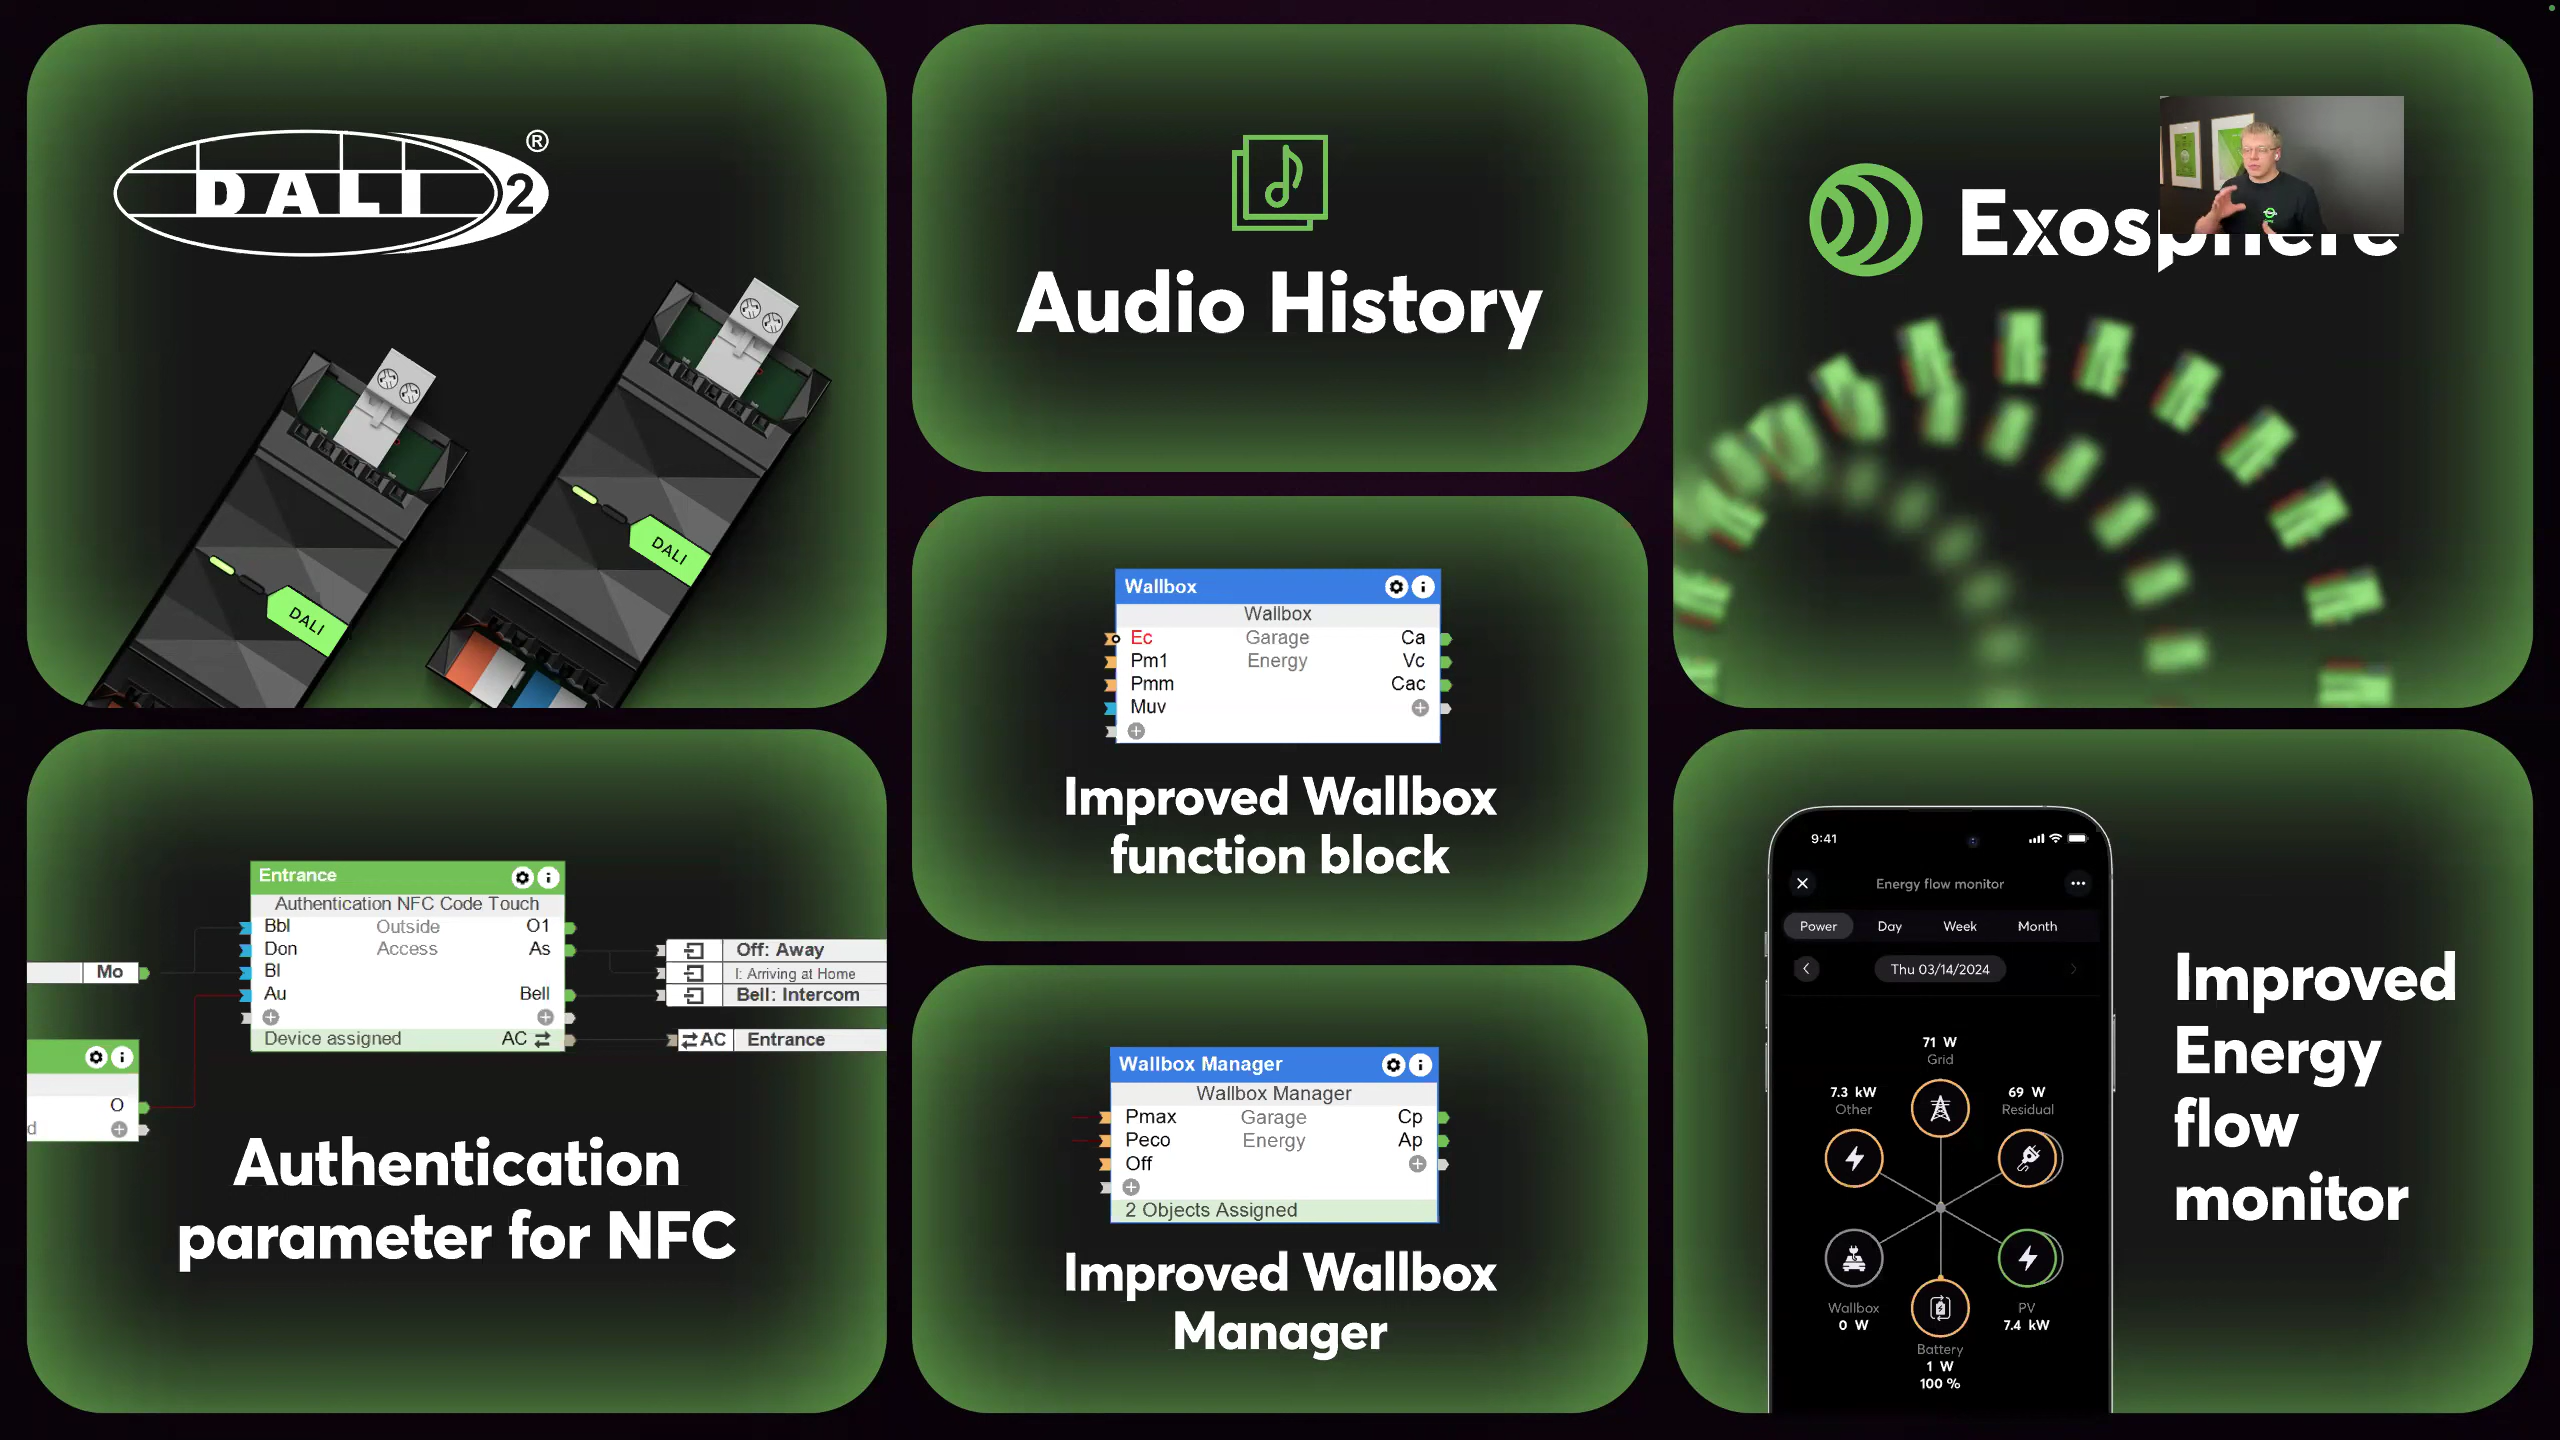 DALI 2 ®
DALI
DALI
Audio History
Exosphere
Wallbox
Wallbox
Ec Garage Ca
Pm1 Energy Vc
Pmm Cac
Muv
Improved Wallbox
function block
Entrance
Authentication NFC Code Touch
Bbl Outside O1
Don Access As
Bl
Au Bell
Device assigned AC
Mo
O
d
Off: Away
I: Arriving at Home
Bell: Intercom
AC Entrance
Authentication
parameter for NFC
Wallbox Manager
Wallbox Manager
Pmax Garage Cp
Peco Energy Ap
Off
2 Objects Assigned
Improved Wallbox
Manager
9:41
Energy flow monitor
Power Day Week Month
Thu 03/14/2024
71 W
Grid
7.3 kW
Other
69 W
Residual
Wallbox
0 W
PV
7.4 kW
Battery
1 W
100 %
Improved
Energy
flow
monitor